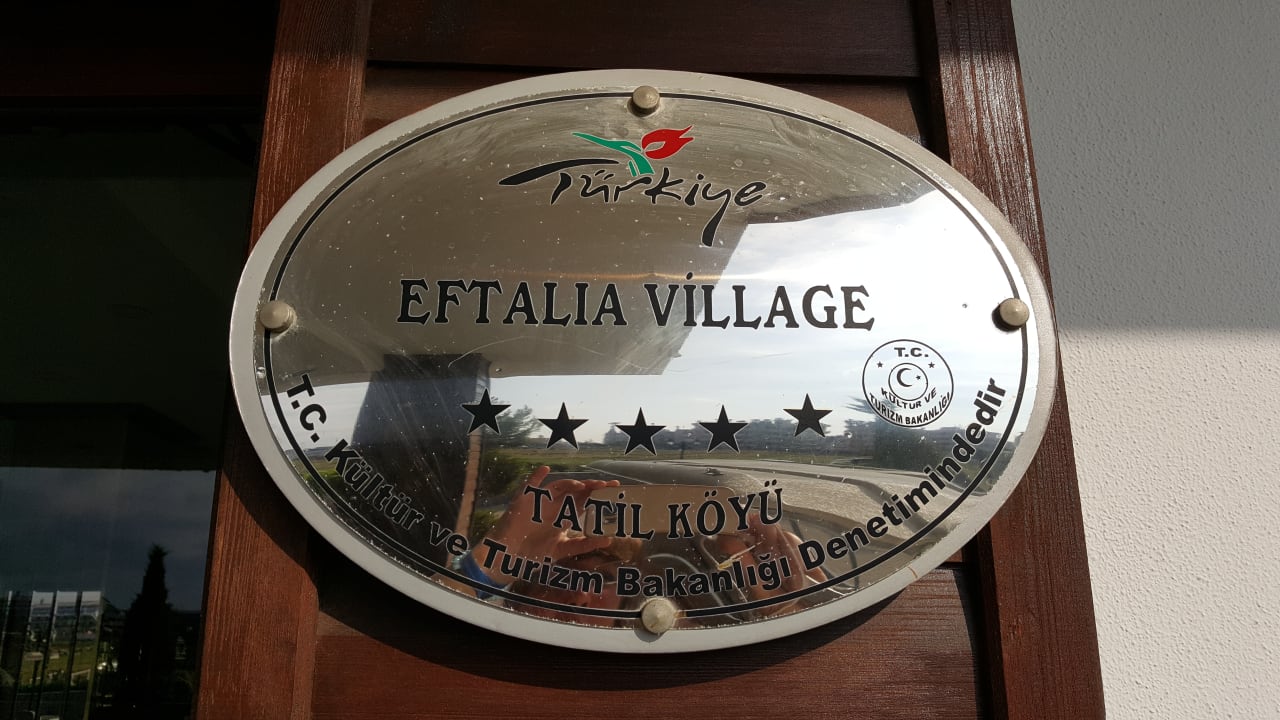 Türkiye
EFTALIA VİLLAGE
T.C.
KÜLTÜR VE
TURİZM BAKANLIĞI
TATİL KÖYÜ
T.C. Kültür ve Turizm Bakanlığı Denetimindedir